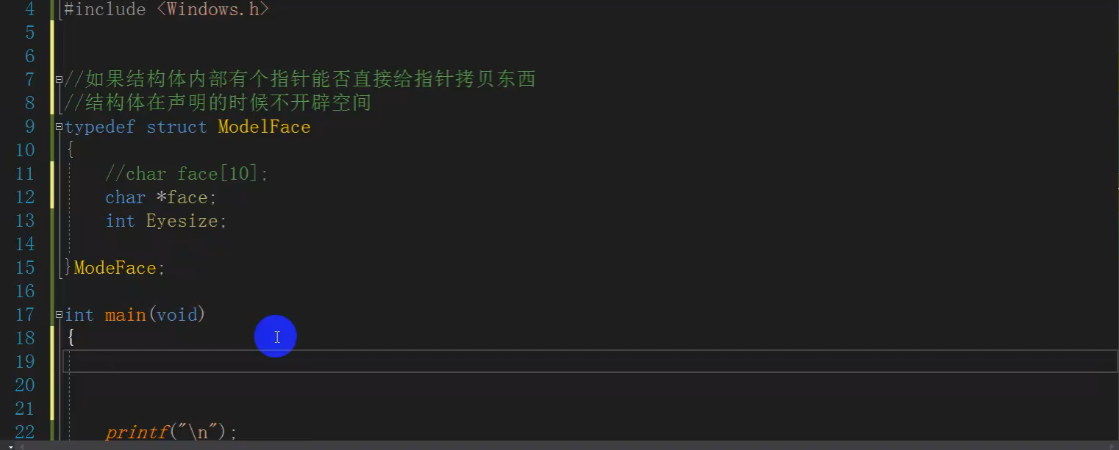 4 #include <Windows.h>
5
6
7 //如果结构体内部有个指针能否直接给指针拷贝东西
8 //结构体在声明的时候不开辟空间
9 typedef struct ModelFace
10 {
11 //char face[10];
12 char *face;
13 int Eyesize;
14
15 }ModeFace;
16
17 int main(void)
18 {
19
20
21
22 printf("\n");